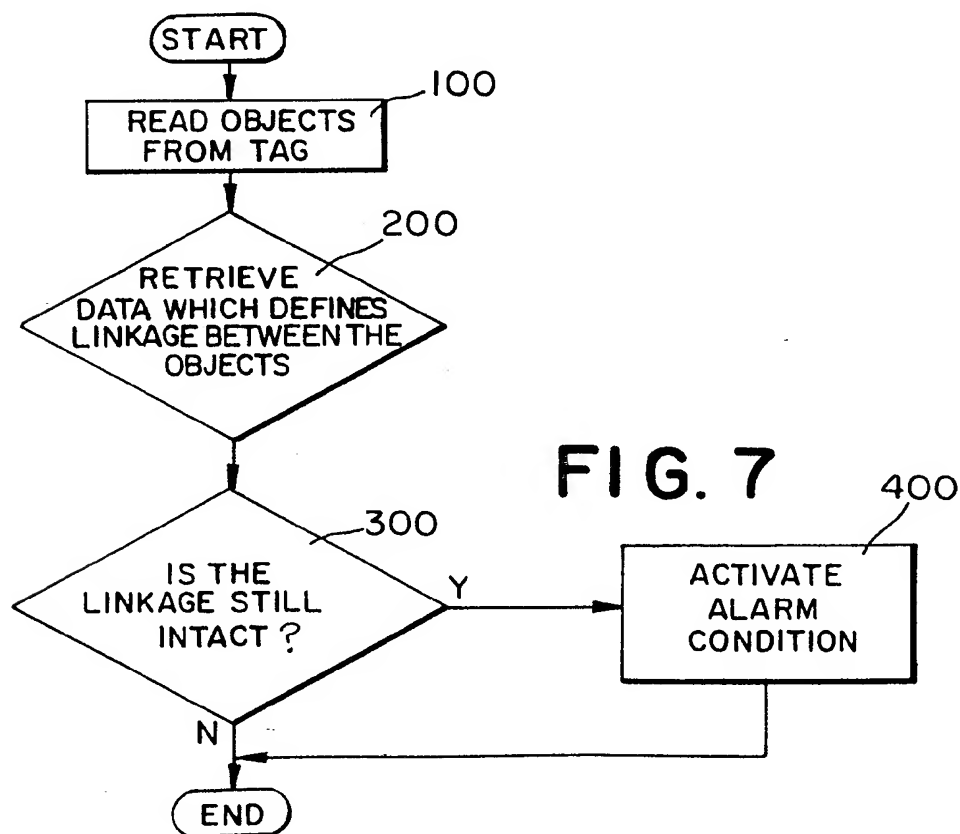 START
100
READ OBJECTS
FROM TAG
200
RETRIEVE
DATA WHICH DEFINES
LINKAGE BETWEEN THE
OBJECTS
FIG. 7
300
IS THE
LINKAGE STILL
INTACT?
Y
N
400
ACTIVATE
ALARM
CONDITION
END